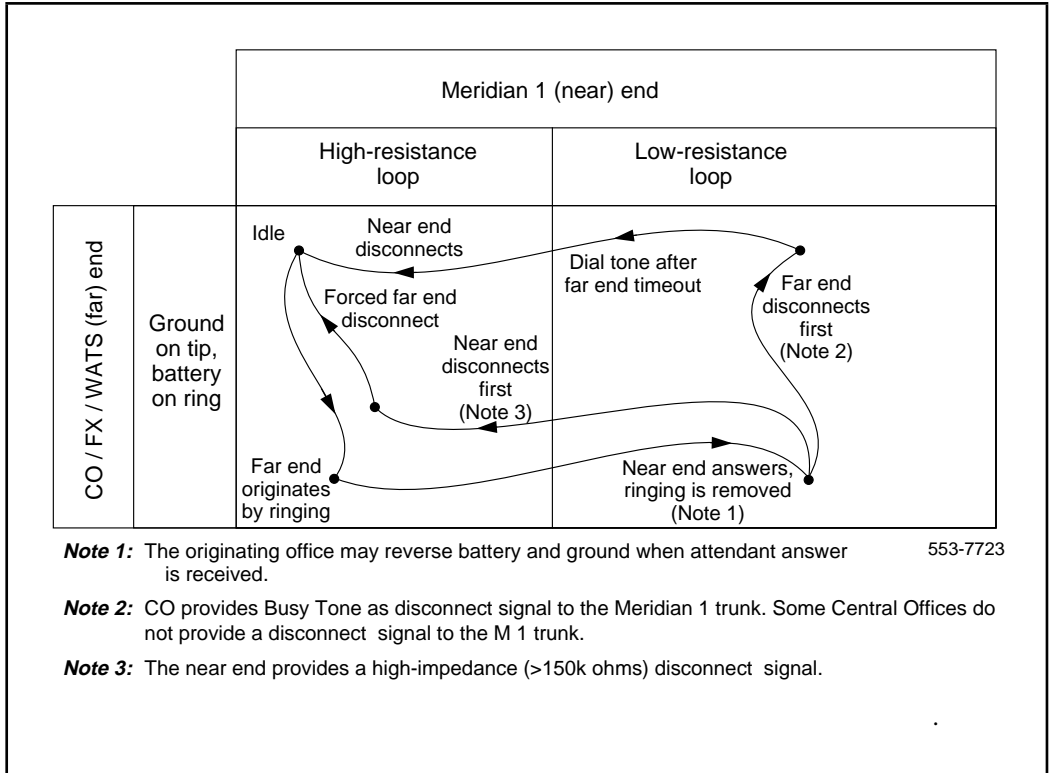 Meridian 1 (near) end
High-resistance
loop
Low-resistance
loop
CO / FX / WATS (far) end
Ground
on tip,
battery
on ring
Idle
Near end
disconnects
Dial tone after
far end timeout
Far end
disconnects
first
(Note 2)
Forced far end
disconnect
Near end
disconnects
first
(Note 3)
Far end
originates
by ringing
Near end answers,
ringing is removed
(Note 1)
Note 1: The originating office may reverse battery and ground when attendant answer
is received.
553-7723
Note 2: CO provides Busy Tone as disconnect signal to the Meridian 1 trunk. Some Central Offices do
not provide a disconnect signal to the M 1 trunk.
Note 3: The near end provides a high-impedance (>150k ohms) disconnect signal.
.